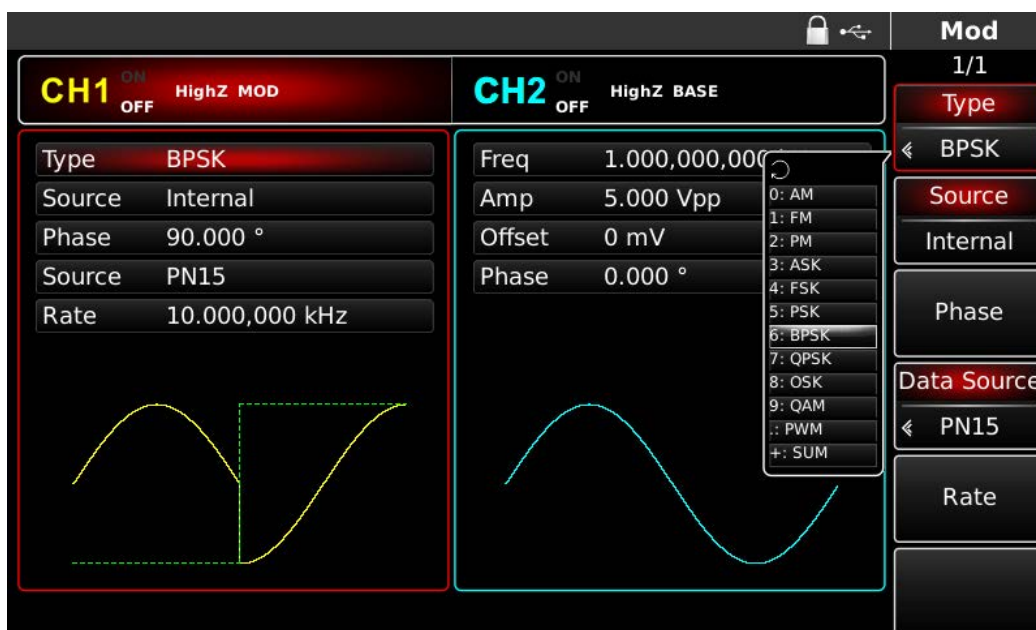 Mod
1/1
CH1 ON OFF HighZ MOD
CH2 ON OFF HighZ BASE
Type BPSK
Source Internal
Phase 90.000 °
Source PN15
Rate 10.000,000 kHz
Freq 1.000,000,000
Amp 5.000 Vpp
Offset 0 mV
Phase 0.000 °
0: AM
1: FM
2: PM
3: ASK
4: FSK
5: PSK
6: BPSK
7: QPSK
8: OSK
9: QAM
.: PWM
+: SUM
Type
BPSK
Source
Internal
Phase
Data Source
PN15
Rate